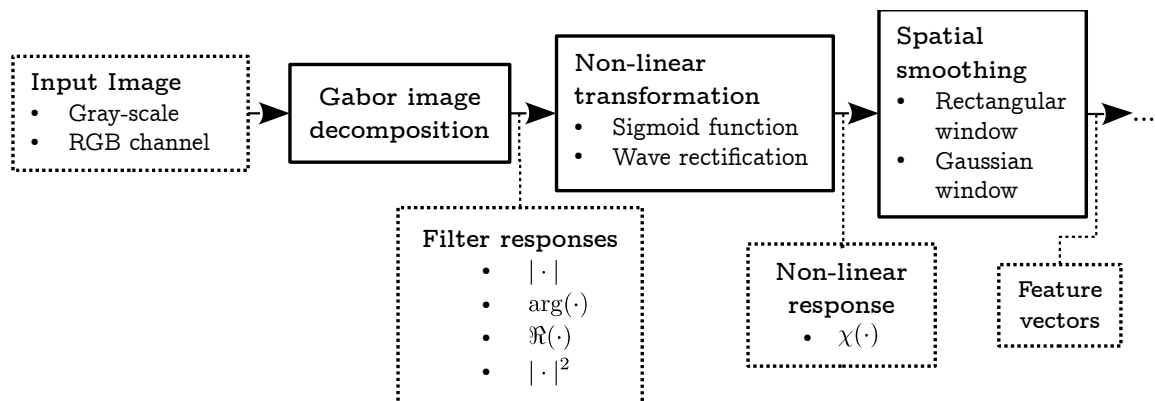 Input Image
• Gray-scale
• RGB channel
Gabor image
decomposition
Non-linear
transformation
• Sigmoid function
• Wave rectification
Spatial
smoothing
• Rectangular
window
• Gaussian
window
...
Filter responses
• | · |
• arg(·)
• ℜ(·)
• | · |²
Non-linear
response
• χ(·)
Feature
vectors